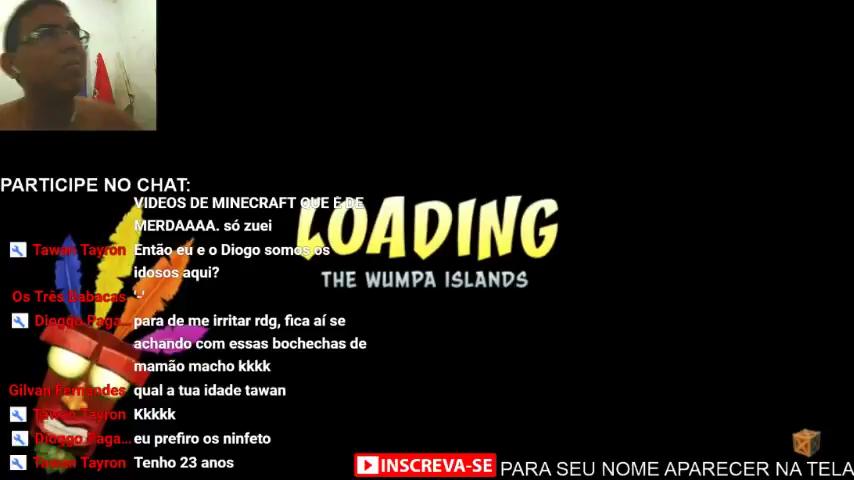 PARTICIPE NO CHAT:
VIDEOS DE MINECRAFT QUE É DE
MERDAAAA. só zuei
Tawan Tayron Então eu e o Diogo somos os
idosos aqui?
Os Três Babacas '-'
Dioggo Paga... para de me irritar rdg, fica aí se
achando com essas bochechas de
mamão macho kkkk
Gilvan Fernandes qual a tua idade tawan
Tawan Tayron Kkkkk
Dioggo Paga... eu prefiro os ninfeto
Tawan Tayron Tenho 23 anos
LOADING
THE WUMPA ISLANDS
INSCREVA-SE PARA SEU NOME APARECER NA TELA